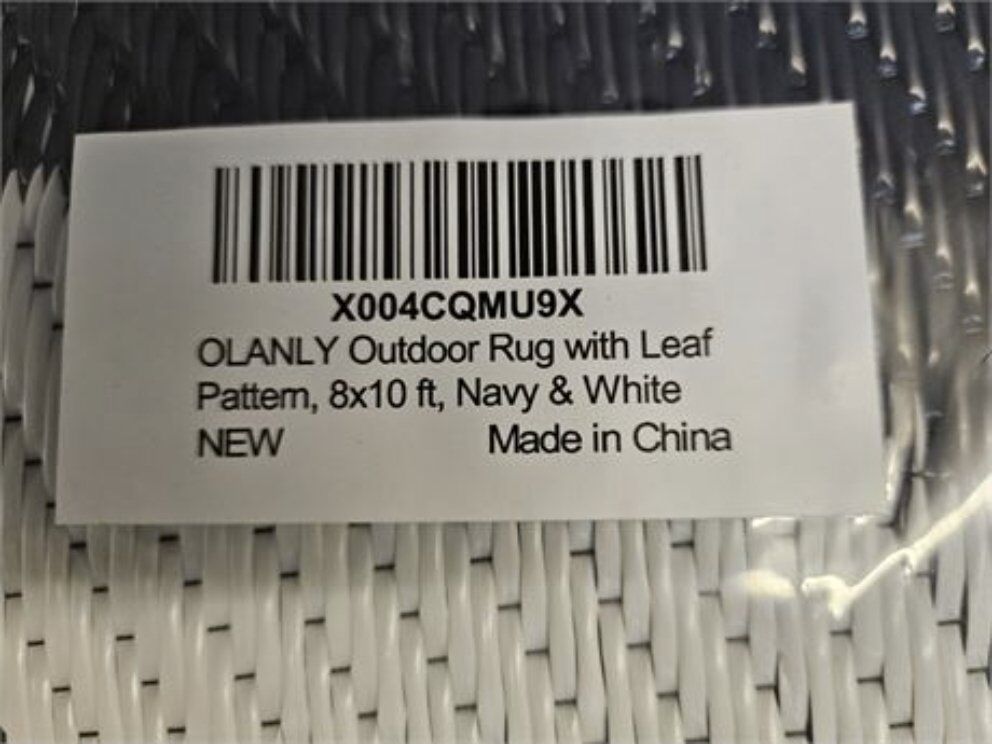 X004CQMU9X
OLANLY Outdoor Rug with Leaf
Pattern, 8x10 ft, Navy & White
NEW Made in China